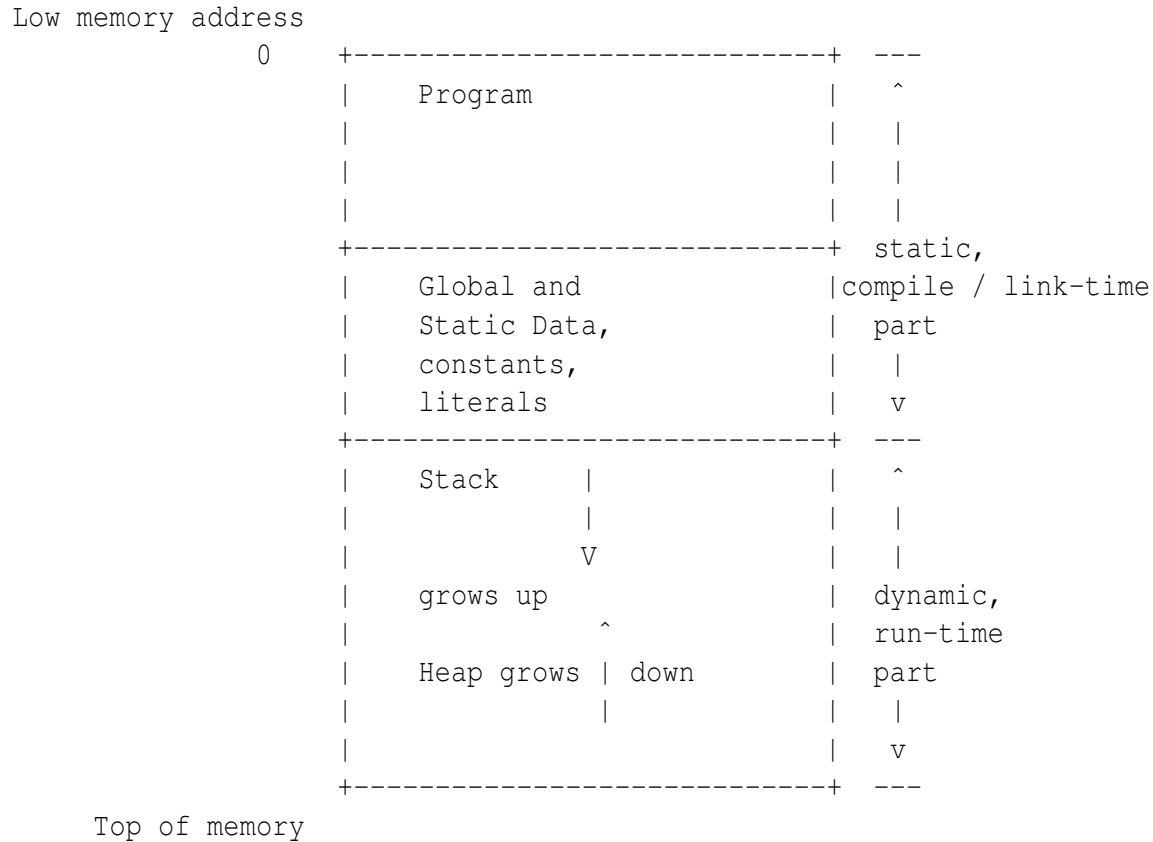 Low memory address
0 +-----------------------------+ ---
| Program | ^
| | |
| | |
| | |
+-----------------------------+ static,
| Global and |compile / link-time
| Static Data, | part
| constants, | |
| literals | v
+-----------------------------+ ---
| Stack | | ^
| | | |
| V | |
| grows up | dynamic,
| ^ | run-time
| Heap grows | down | part
| | | |
| | v
+-----------------------------+ ---
Top of memory